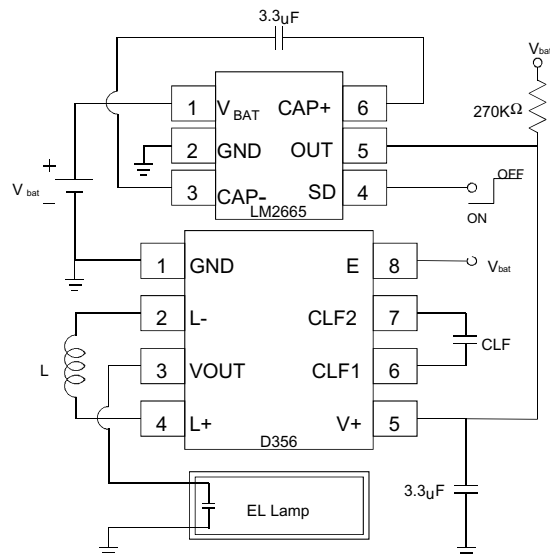 3.3uF
Vbat
270KΩ
1 VBAT CAP+ 6
2 GND OUT 5
3 CAP- SD 4
LM2665
OFF
ON
+
V bat
–
1 GND E 8
Vbat
2 L- CLF2 7
CLF
L
3 VOUT CLF1 6
4 L+ V+ 5
D356
3.3uF
EL Lamp